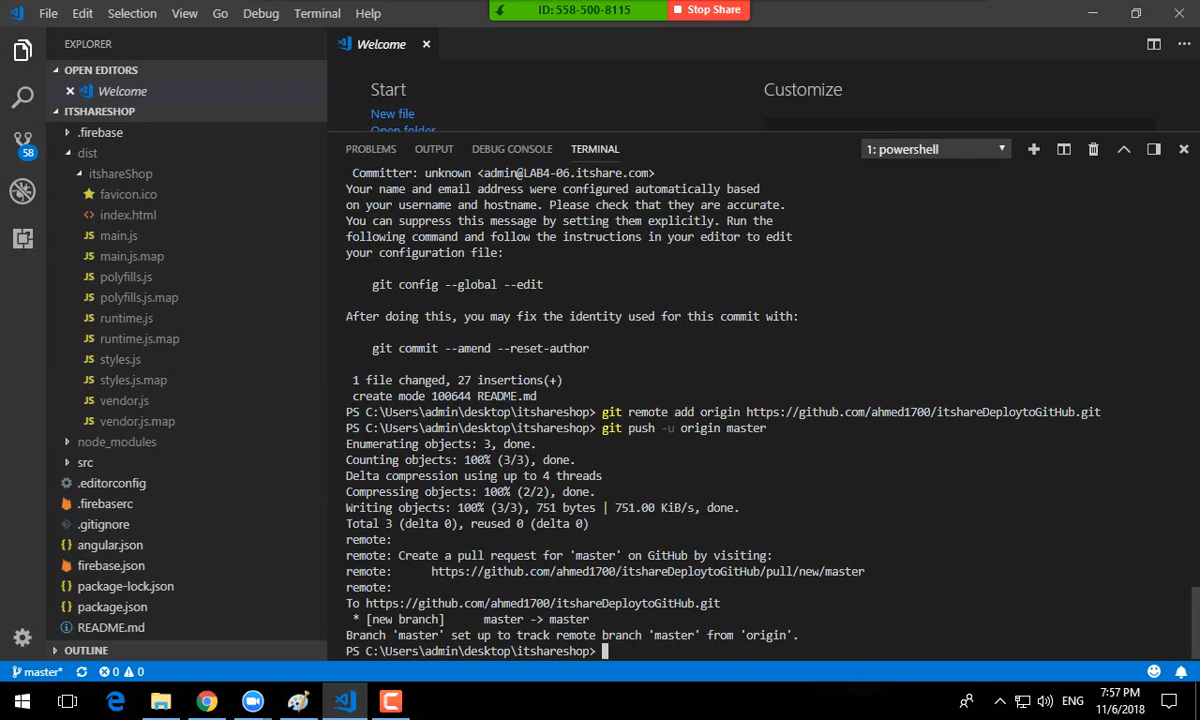 File Edit Selection View Go Debug Terminal Help
ID: 558-500-8115 Stop Share
EXPLORER
OPEN EDITORS
Welcome
ITSHARESHOP
.firebase
dist
itshareShop
favicon.ico
index.html
JS main.js
JS main.js.map
JS polyfills.js
JS polyfills.js.map
JS runtime.js
JS runtime.js.map
JS styles.js
JS styles.js.map
JS vendor.js
JS vendor.js.map
node_modules
src
.editorconfig
.firebaserc
.gitignore
{} angular.json
firebase.json
{} package-lock.json
{} package.json
README.md
OUTLINE
58
Welcome
Start
New file
Open folder
Customize
PROBLEMS OUTPUT DEBUG CONSOLE TERMINAL
1: powershell
Committer: unknown <admin@LAB4-06.itshare.com>
Your name and email address were configured automatically based
on your username and hostname. Please check that they are accurate.
You can suppress this message by setting them explicitly. Run the
following command and follow the instructions in your editor to edit
your configuration file:
git config --global --edit
After doing this, you may fix the identity used for this commit with:
git commit --amend --reset-author
1 file changed, 27 insertions(+)
create mode 100644 README.md
PS C:\Users\admin\desktop\itshareshop> git remote add origin https://github.com/ahmed1700/itshareDeploytoGitHub.git
PS C:\Users\admin\desktop\itshareshop> git push -u origin master
Enumerating objects: 3, done.
Counting objects: 100% (3/3), done.
Delta compression using up to 4 threads
Compressing objects: 100% (2/2), done.
Writing objects: 100% (3/3), 751 bytes | 751.00 KiB/s, done.
Total 3 (delta 0), reused 0 (delta 0)
remote:
remote: Create a pull request for 'master' on GitHub by visiting:
remote: https://github.com/ahmed1700/itshareDeploytoGitHub/pull/new/master
remote:
To https://github.com/ahmed1700/itshareDeploytoGitHub.git
* [new branch] master -> master
Branch 'master' set up to track remote branch 'master' from 'origin'.
PS C:\Users\admin\desktop\itshareshop>
master* 0 0
ENG
7:57 PM
11/6/2018